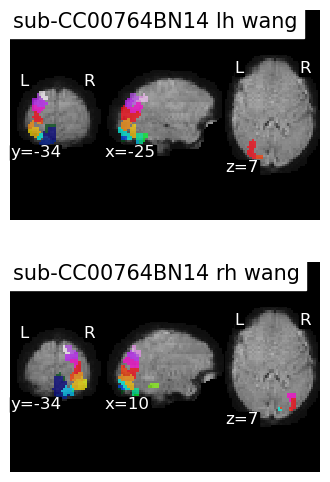 sub-CC00764BN14 lh wang
L R L R
y=-34 x=-25 z=7
sub-CC00764BN14 rh wang
L R L R
y=-34 x=10 z=7